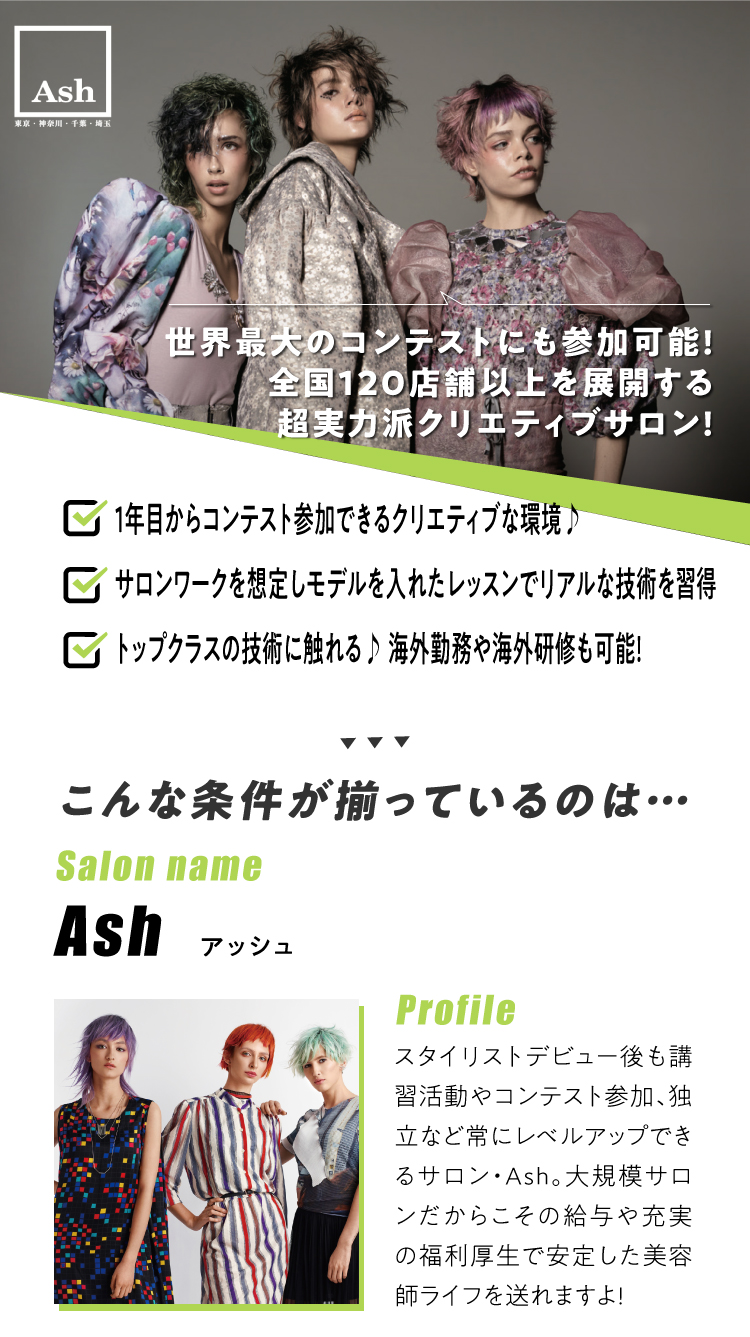 Ash
東京・神奈川・千葉・埼玉
世界最大のコンテストにも参加可能!
全国120店舗以上を展開する
超実力派クリエティブサロン!
1年目からコンテスト参加できるクリエティブな環境♪
サロンワークを想定しモデルを入れたレッスンでリアルな技術を習得
トップクラスの技術に触れる♪ 海外勤務や海外研修も可能!
こんな条件が揃っているのは…
Salon name
Ash アッシュ
Profile
スタイリストデビュー後も講
習活動やコンテスト参加、独
立など常にレベルアップでき
るサロン・Ash。大規模サロ
ンだからこその給与や充実
の福利厚生で安定した美容
師ライフを送れますよ!